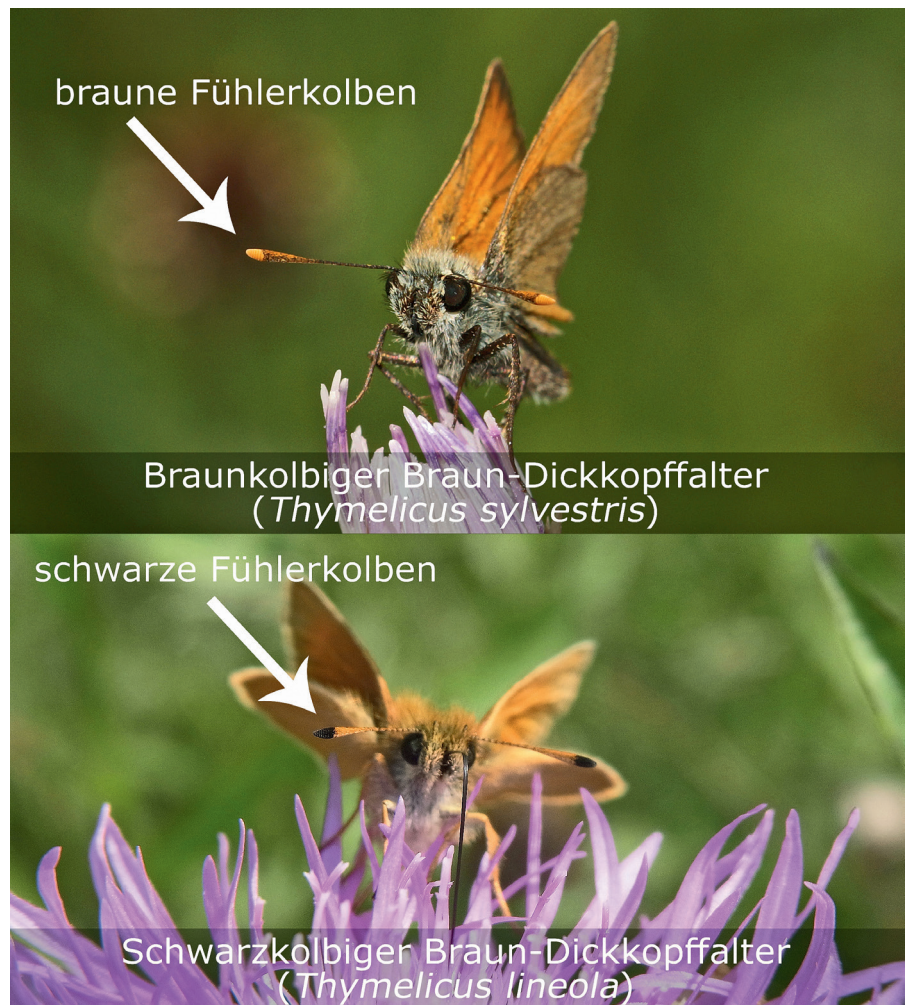 braune Fühlerkolben
Braunkolbiger Braun-Dickkopffalter
(Thymelicus sylvestris)
schwarze Fühlerkolben
Schwarzkolbiger Braun-Dickkopffalter
(Thymelicus lineola)